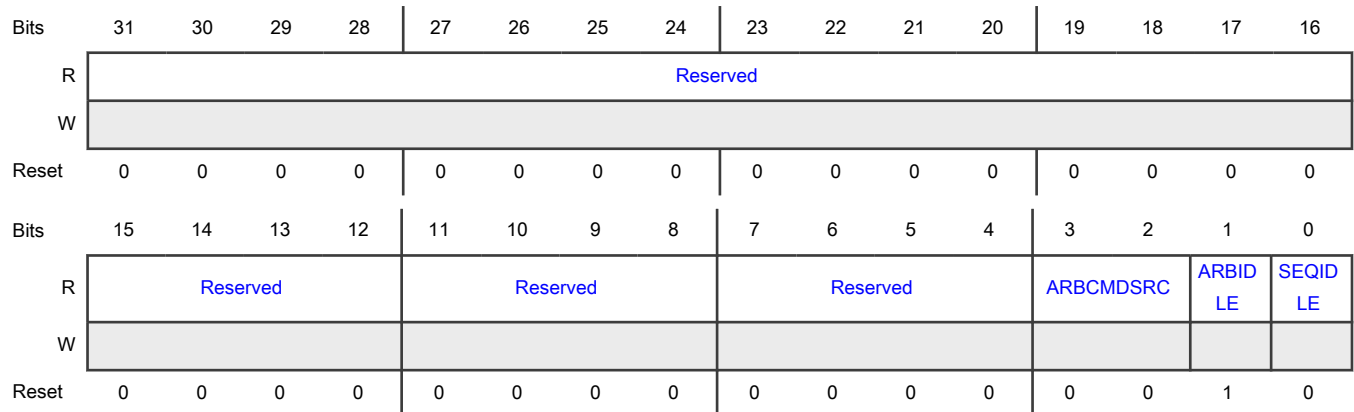 Bits 31 30 29 28 27 26 25 24 23 22 21 20 19 18 17 16
R Reserved
W
Reset 0 0 0 0 0 0 0 0 0 0 0 0 0 0 0 0
Bits 15 14 13 12 11 10 9 8 7 6 5 4 3 2 1 0
R Reserved Reserved Reserved ARBCMDSRC ARBID SEQID
LE LE
W
Reset 0 0 0 0 0 0 0 0 0 0 0 0 0 0 1 0